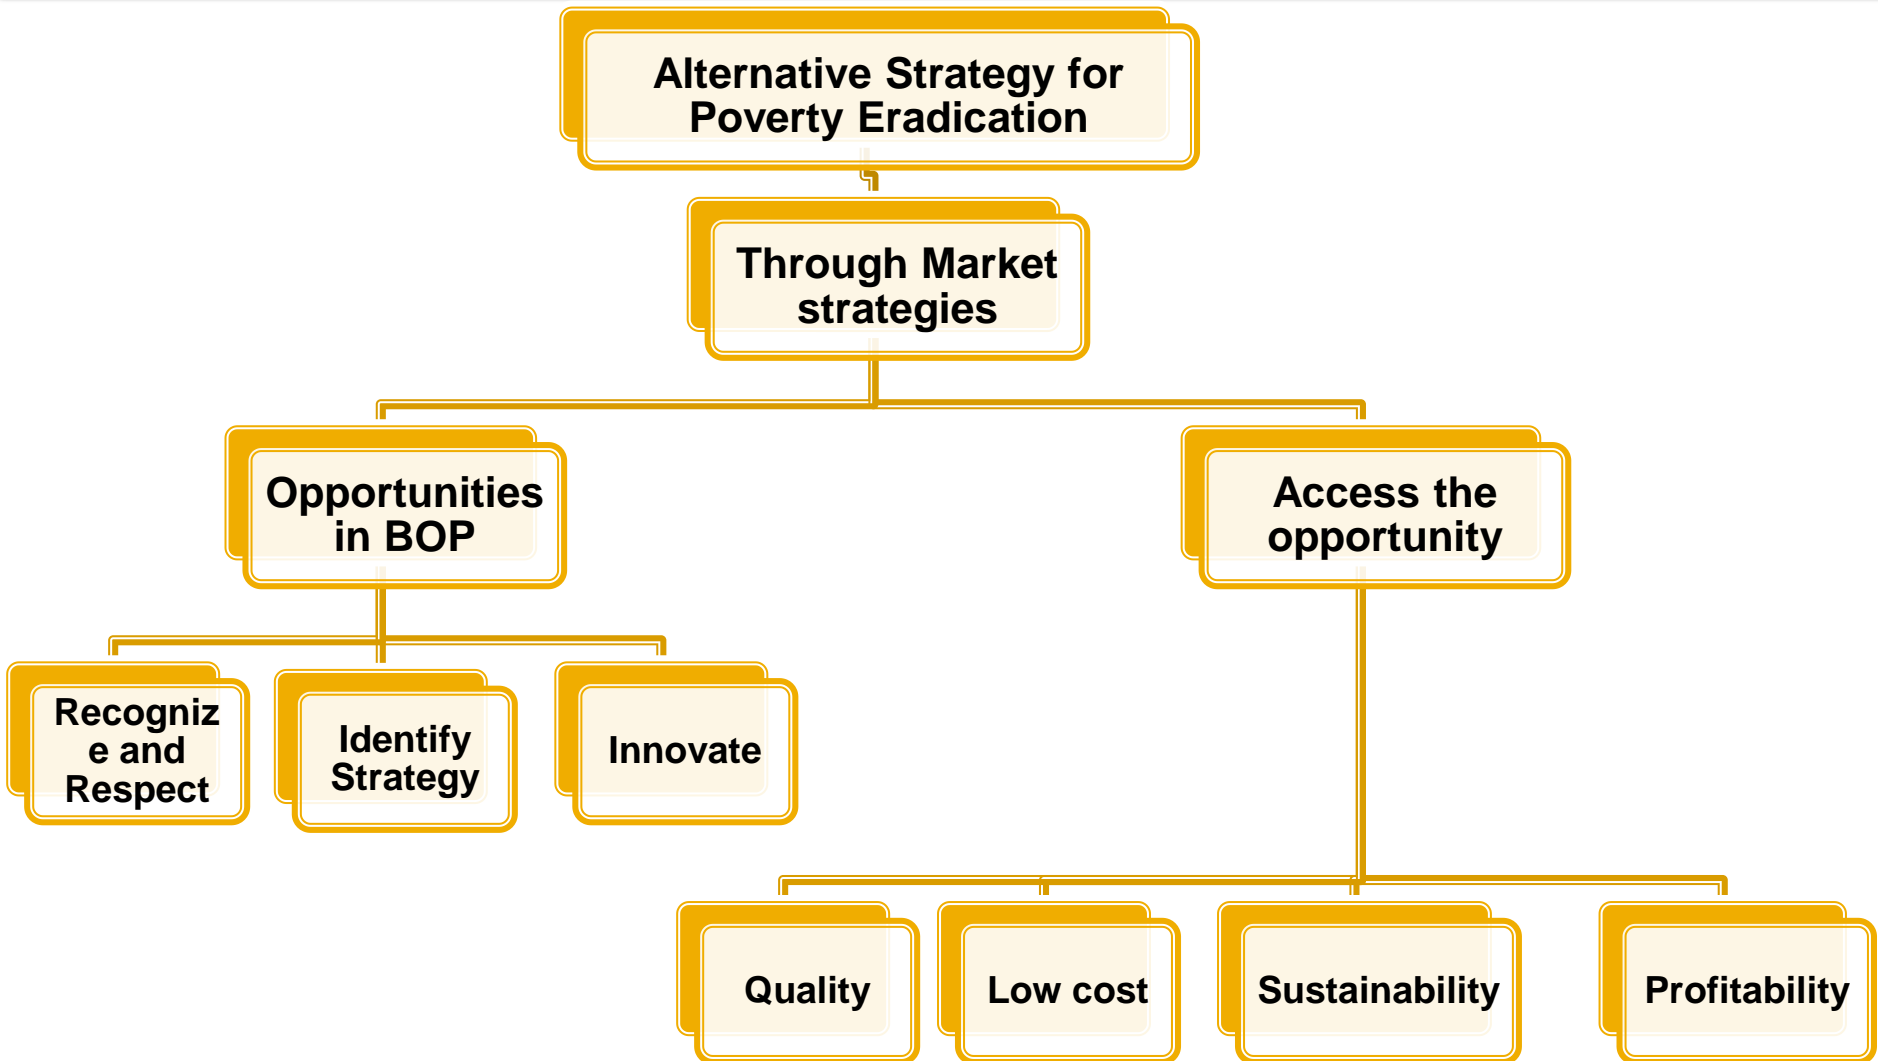 Alternative Strategy for
Poverty Eradication
Through Market
strategies
Opportunities
in BOP
Access the
opportunity
Recogniz
e and
Respect
Identify
Strategy
Innovate
Quality
Low cost
Sustainability
Profitability